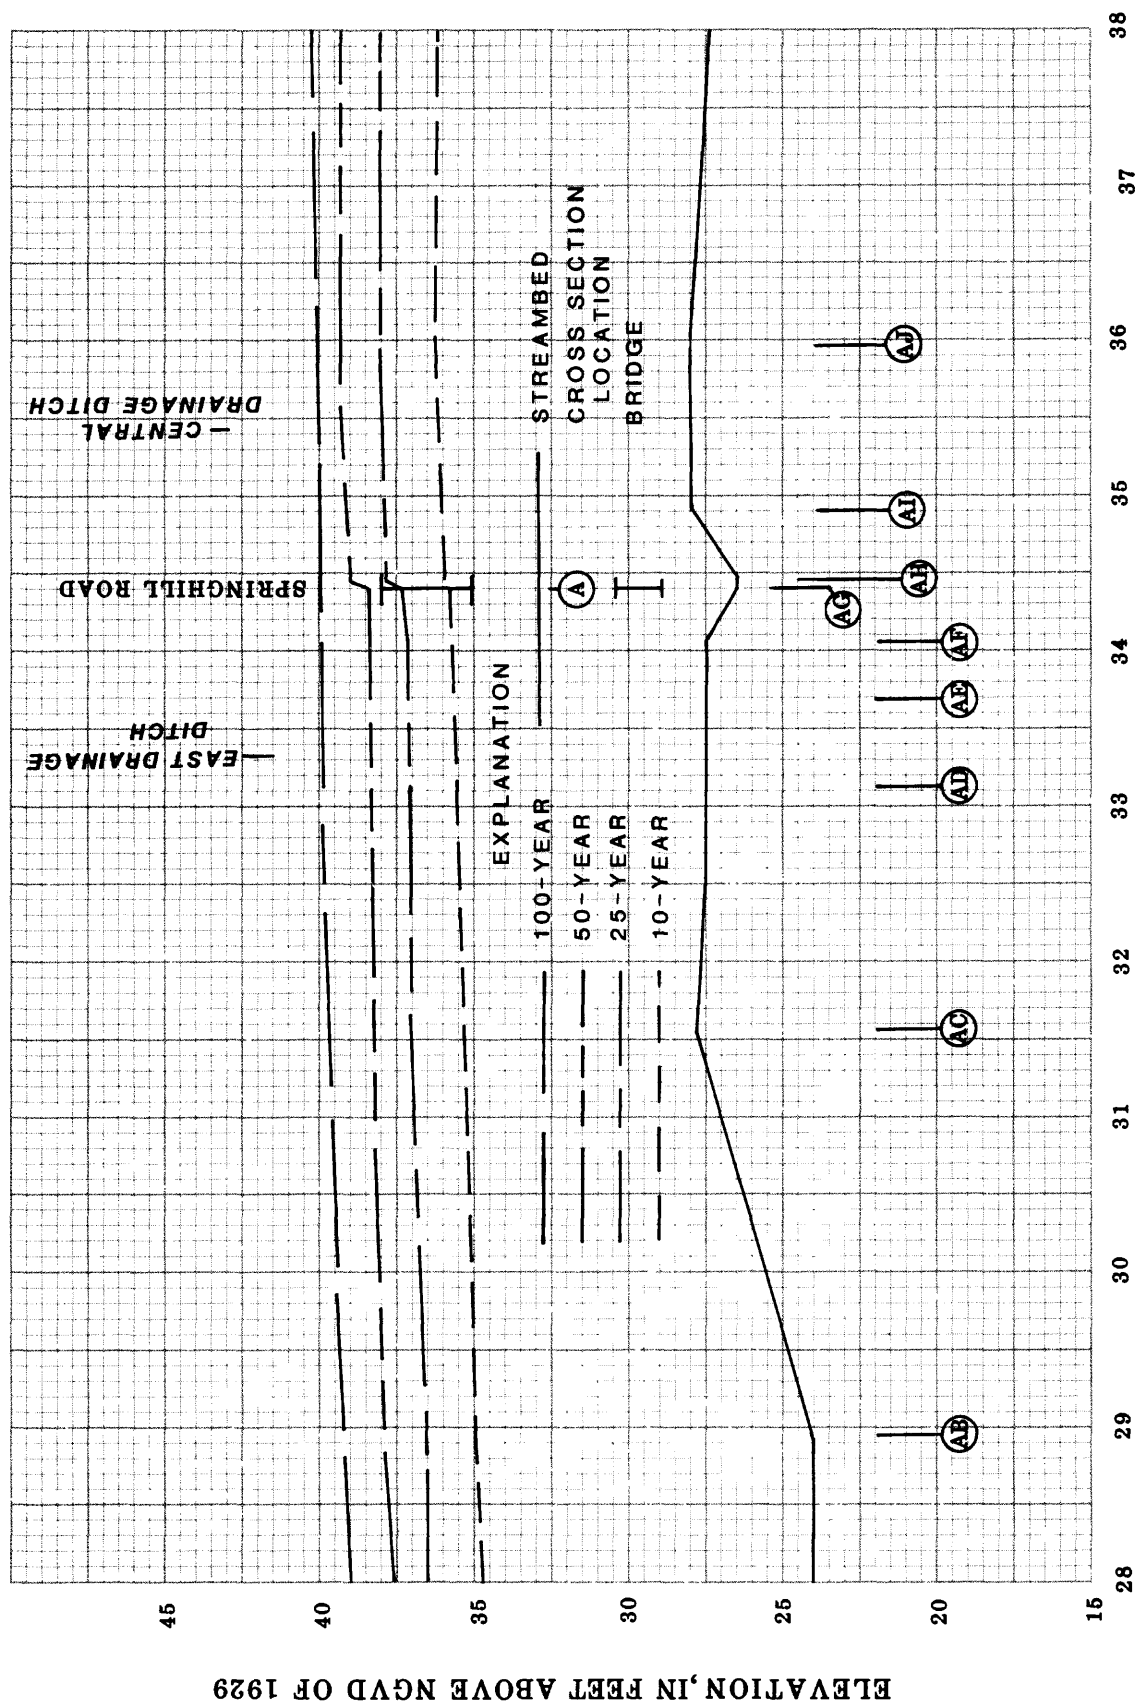 CENTRAL
DRAINAGE DITCH
SPRINGHILL ROAD
EAST DRAINAGE
DITCH
EXPLANATION
100-YEAR
50-YEAR
25-YEAR
10-YEAR
STREAMBED
A
CROSS SECTION
LOCATION
BRIDGE
AB
AC
AD
AE
AF
AG
AH
AI
AJ
ELEVATION, IN FEET ABOVE NGVD OF 1929
40
35
30
25
20
15
28
29
30
31
32
33
34
35
36
37
38